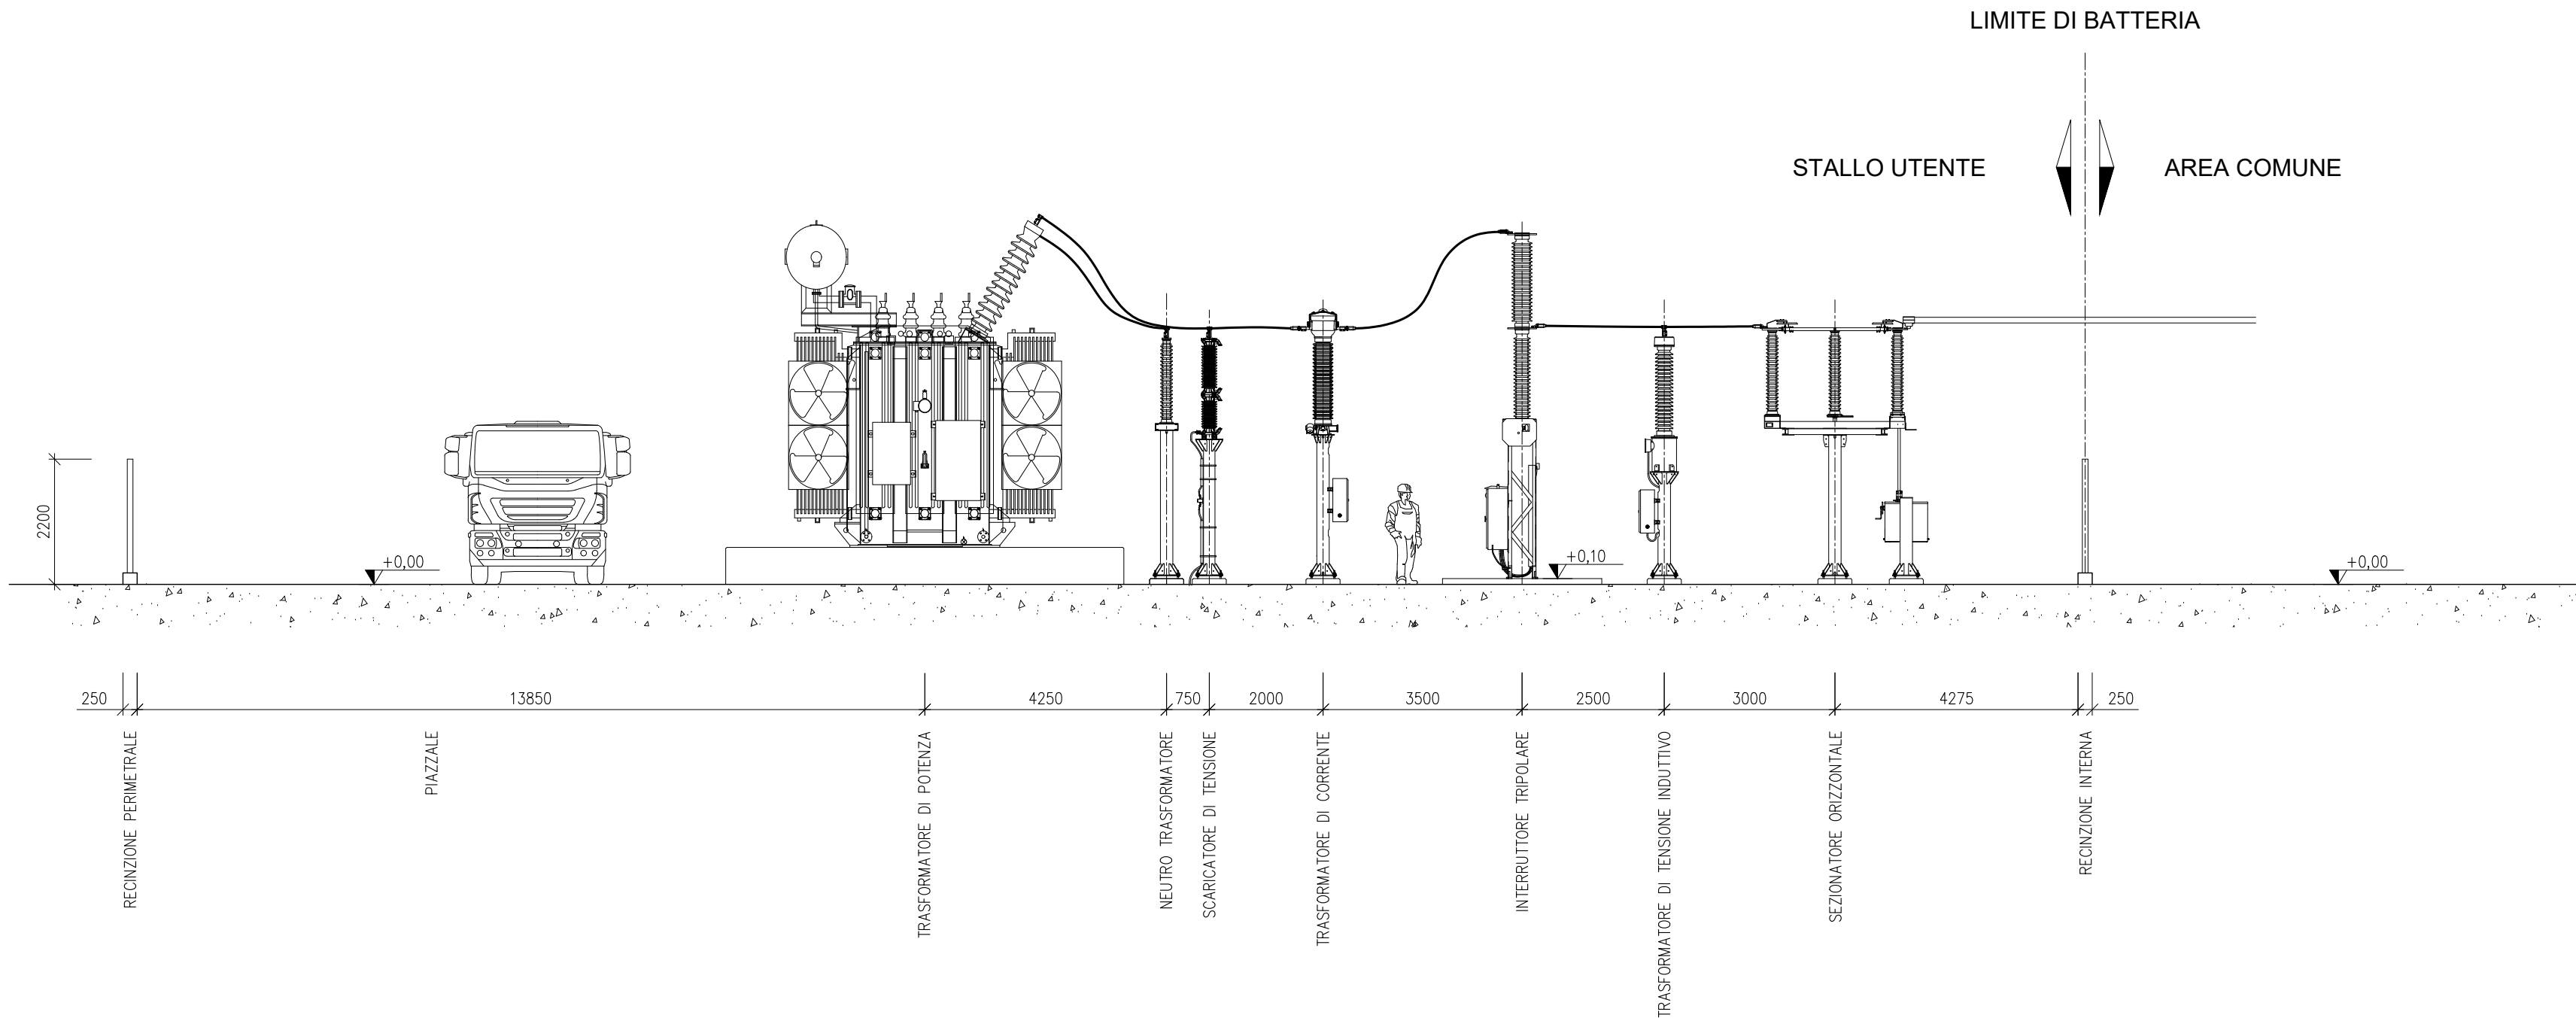 LIMITE DI BATTERIA
STALLO UTENTE
AREA COMUNE
2200
+0,00
+0,10
+0,00
250
13850
4250
750
2000
3500
2500
3000
4275
250
RECINZIONE PERIMETRALE
PIAZZALE
TRASFORMATORE DI POTENZA
NEUTRO TRASFORMATORE
SCARICATORE DI TENSIONE
TRASFORMATORE DI CORRENTE
INTERRUTTORE TRIPOLARE
TRASFORMATORE DI TENSIONE INDUTTIVO
SEZIONATORE ORIZZONTALE
RECINZIONE INTERNA